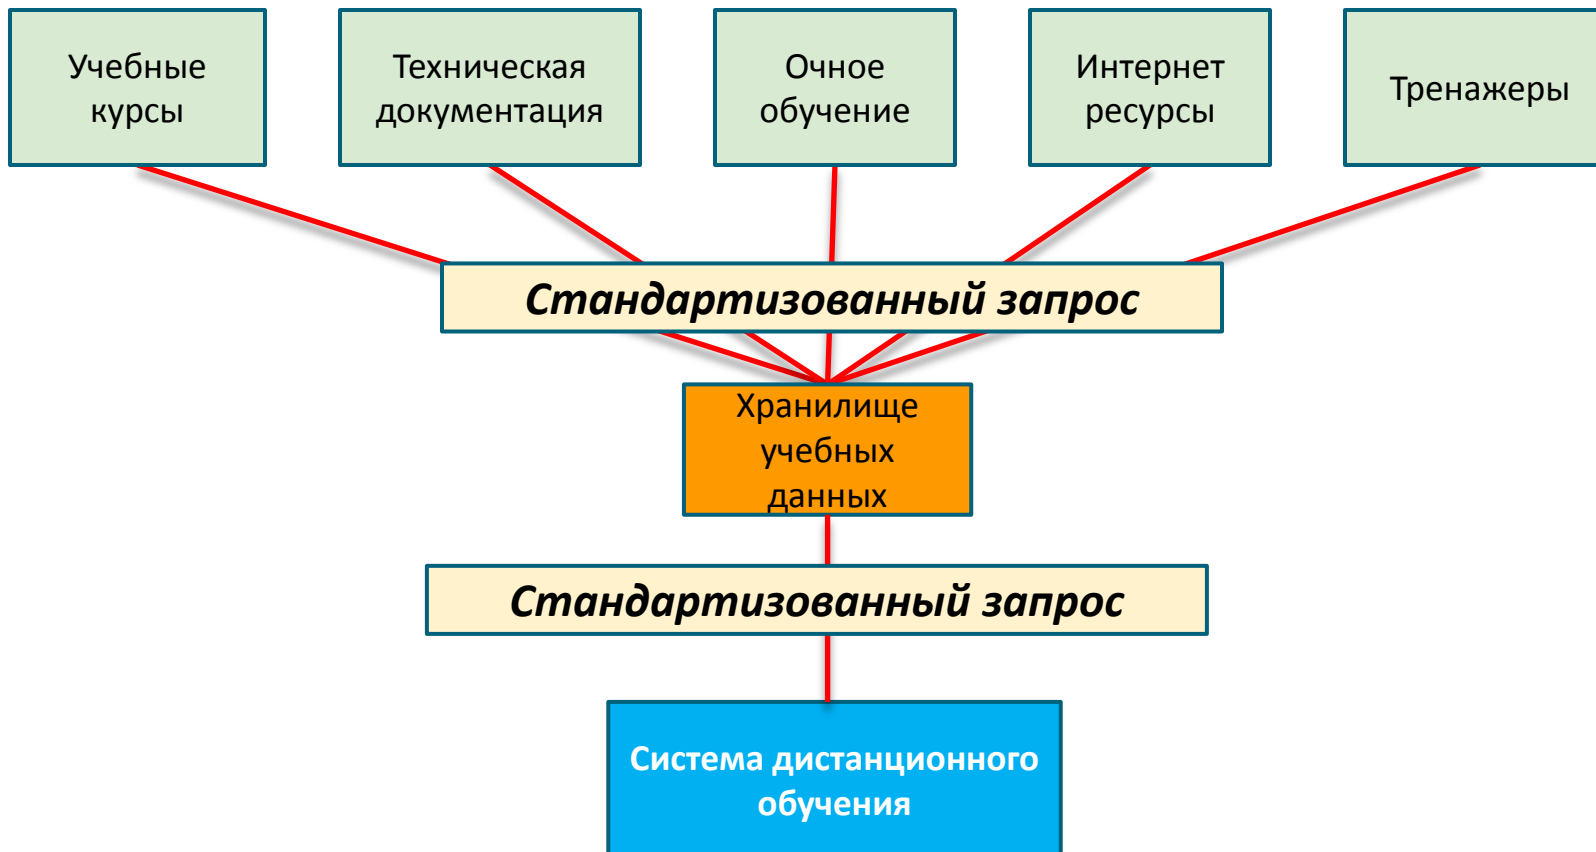 Учебные
курсы
Техническая
документация
Очное
обучение
Интернет
ресурсы
Тренажеры
Стандартизованный запрос
Хранилище
учебных
данных
Стандартизованный запрос
Система дистанционного
обучения